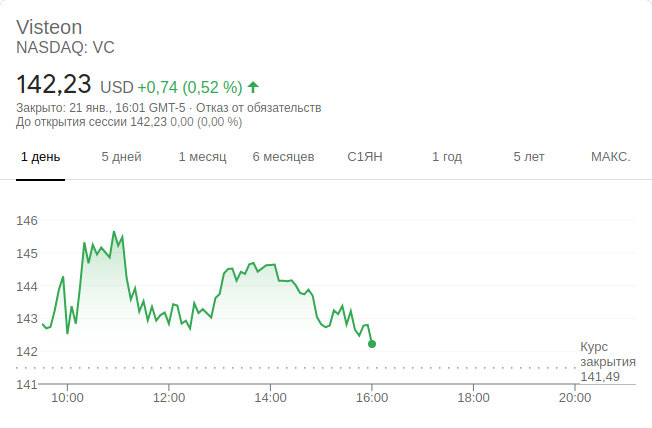 Visteon
NASDAQ: VC
142,23 USD +0,74 (0,52 %)
Закрыто: 21 янв., 16:01 GMT-5 · Отказ от обязательств
До открытия сессии 142,23 0,00 (0,00 %)
1 день 5 дней 1 месяц 6 месяцев С1ЯН 1 год 5 лет МАКС.
146
145
144
143
142
Курс
закрытия
141,49
141
10:00 12:00 14:00 16:00 18:00 20:00